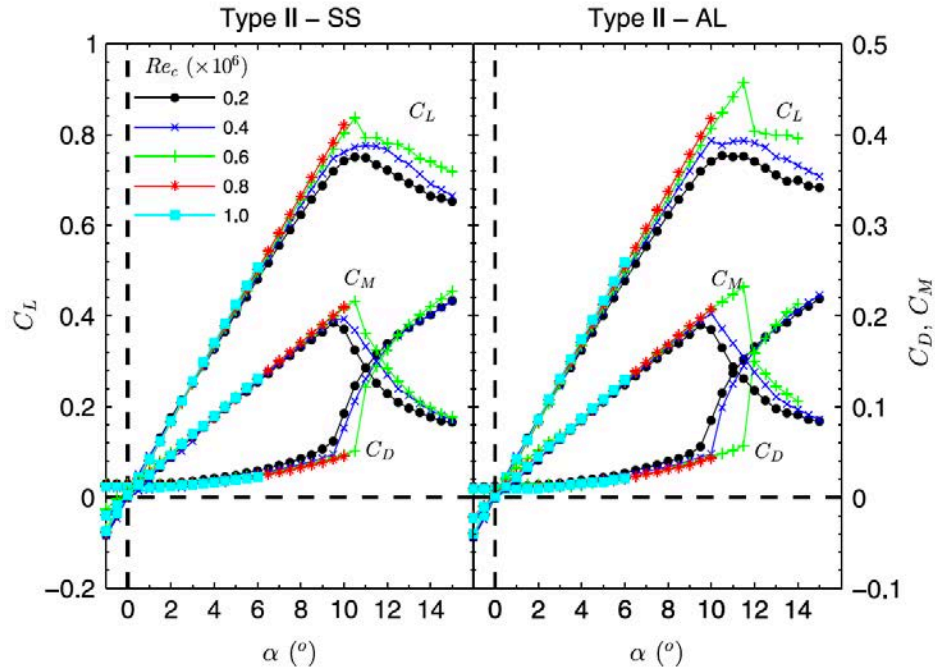 Type II – SS
Type II – AL
1
0.8
0.6
0.4
0.2
0
−0.2
C_L
Re_c (×10⁶)
0.2
0.4
0.6
0.8
1.0
C_L
C_M
C_D
C_L
C_M
C_D
0.5
0.4
0.3
0.2
0.1
0
−0.1
C_D, C_M
0 2 4 6 8 10 12 14
0 2 4 6 8 10 12 14
α (°)
α (°)